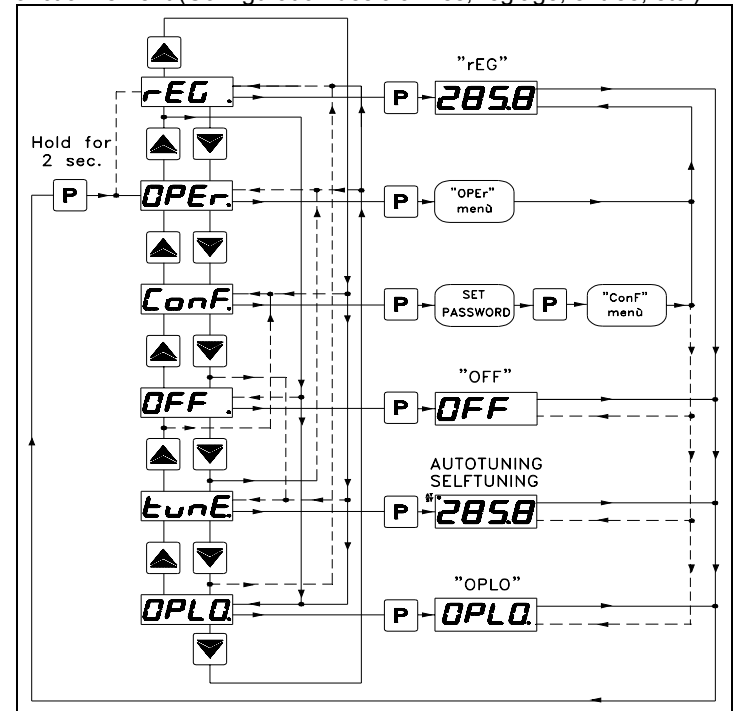 "rEG"
rEG .
P
285.8
Hold for
2 sec.
P
OPEr.
P
"OPEr"
menù
ConF.
P
SET
PASSWORD
P
"ConF"
menù
"OFF"
OFF .
P
OFF
AUTOTUNING
SELFTUNING
tunE.
P
285.8
"OPLO"
OPLO.
P
OPLO.